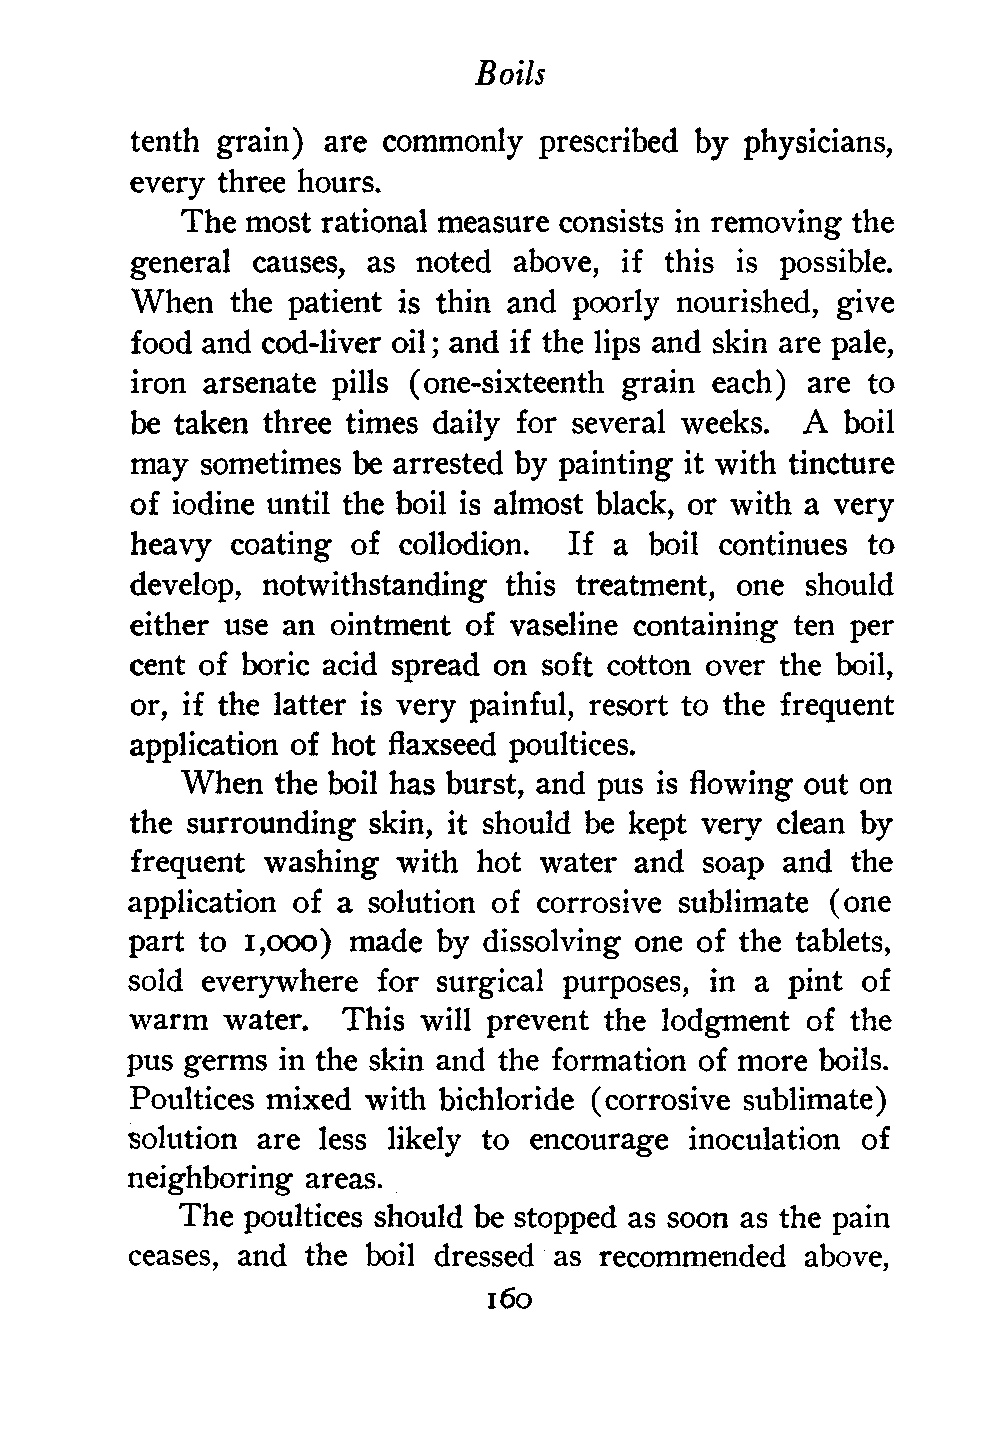 Boils
tenth grain) are commonly prescribed by physicians,
every three hours.
The most rational measure consists in removing the
general causes, as noted above, if this is possible.
When the patient is thin and poorly nourished, give
food and cod-liver oil; and if the lips and skin are pale,
iron arsenate pills (one-sixteenth grain each) are to
be taken three times daily for several weeks. A boil
may sometimes be arrested by painting it with tincture
of iodine until the boil is almost black, or with a very
heavy coating of collodion. If a boil continues to
develop, notwithstanding this treatment, one should
either use an ointment of vaseline containing ten per
cent of boric acid spread on soft cotton over the boil,
or, if the latter is very painful, resort to the frequent
application of hot flaxseed poultices.
When the boil has burst, and pus is flowing out on
the surrounding skin, it should be kept very clean by
frequent washing with hot water and soap and the
application of a solution of corrosive sublimate (one
part to 1,000) made by dissolving one of the tablets,
sold everywhere for surgical purposes, in a pint of
warm water. This will prevent the lodgment of the
pus germs in the skin and the formation of more boils.
Poultices mixed with bichloride (corrosive sublimate)
solution are less likely to encourage inoculation of
neighboring areas.
The poultices should be stopped as soon as the pain
ceases, and the boil dressed as recommended above,
160